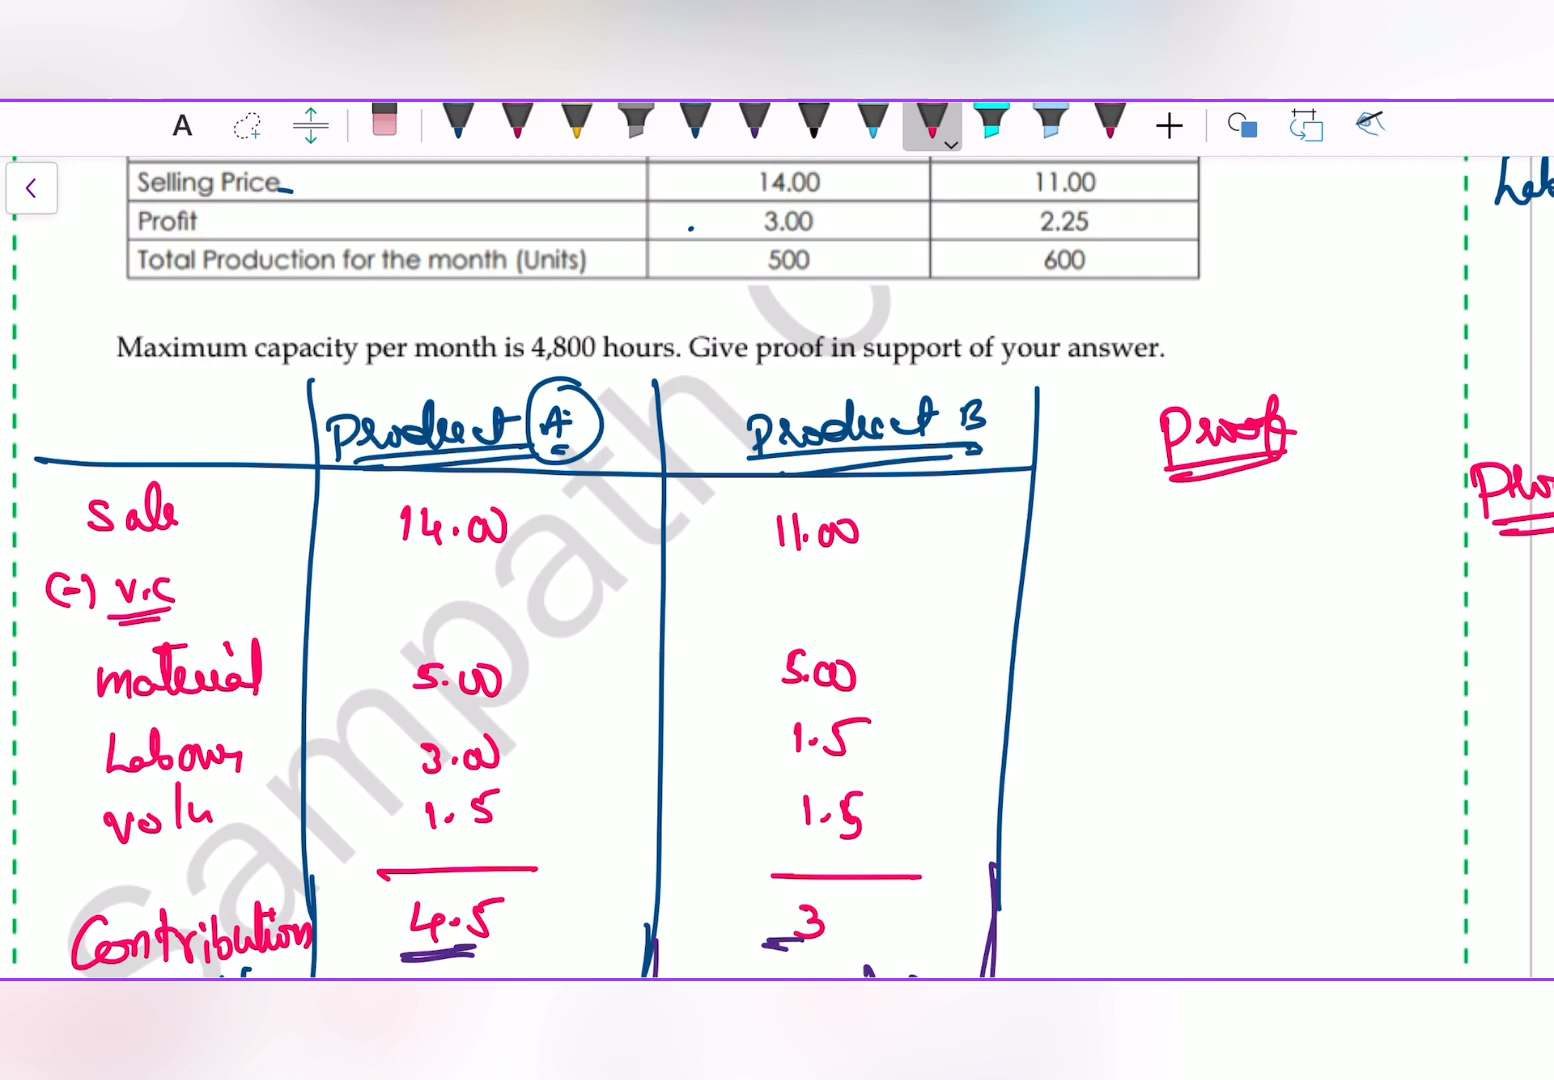 A
Selling Price 14.00 11.00
Profit 3.00 2.25
Total Production for the month (Units) 500 600
Maximum capacity per month is 4,800 hours. Give proof in support of your answer.
Product A Product B Proof
Sale 14.00 11.00
(-) V.C
material 5.00 5.00
Labour 3.00 1.5
vo/h 1.5 1.5
Contribution 4.5 3
Sampath C